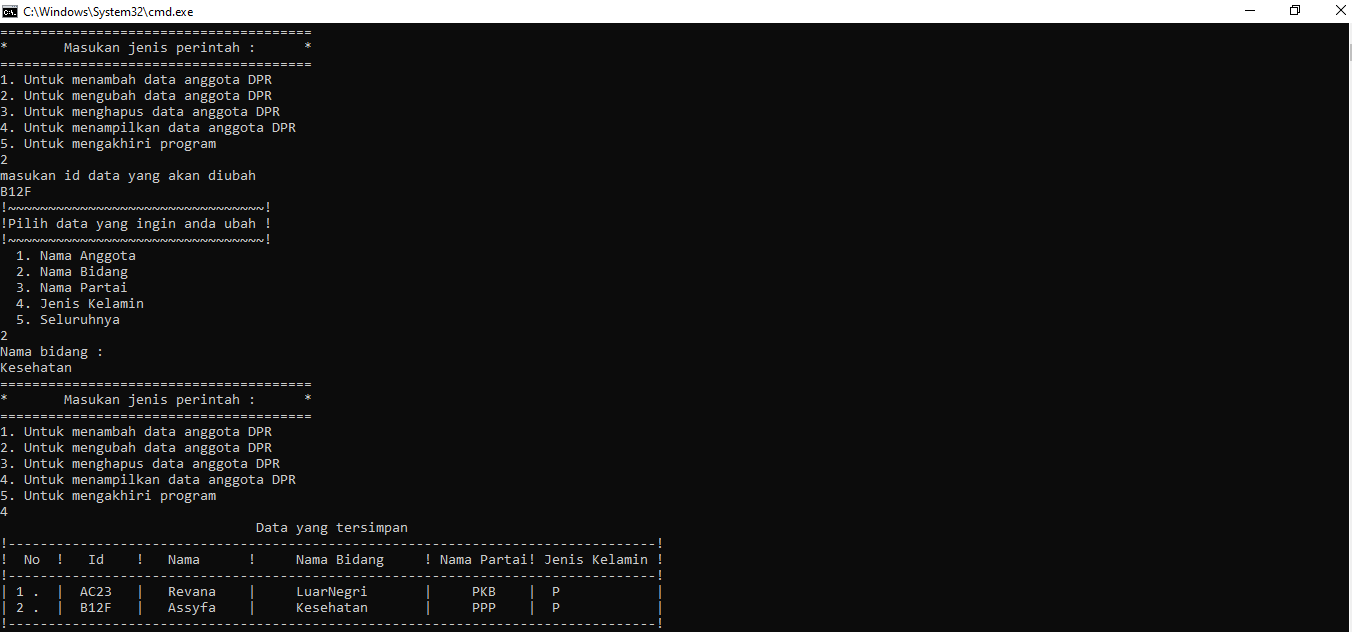 C:\Windows\System32\cmd.exe
=======================================
*       Masukan jenis perintah :      *
=======================================
1. Untuk menambah data anggota DPR
2. Untuk mengubah data anggota DPR
3. Untuk menghapus data anggota DPR
4. Untuk menampilkan data anggota DPR
5. Untuk mengakhiri program
2
masukan id data yang akan diubah
B12F
!~~~~~~~~~~~~~~~~~~~~~~~~~~~~~~~~!
!Pilih data yang ingin anda ubah !
!~~~~~~~~~~~~~~~~~~~~~~~~~~~~~~~~!
  1. Nama Anggota
  2. Nama Bidang
  3. Nama Partai
  4. Jenis Kelamin
  5. Seluruhnya
2
Nama bidang :
Kesehatan
=======================================
*       Masukan jenis perintah :      *
=======================================
1. Untuk menambah data anggota DPR
2. Untuk mengubah data anggota DPR
3. Untuk menghapus data anggota DPR
4. Untuk menampilkan data anggota DPR
5. Untuk mengakhiri program
4
                                Data yang tersimpan
!---------------------------------------------------------------------------------!
!  No  !   Id    !   Nama      !     Nama Bidang     ! Nama Partai! Jenis Kelamin !
!---------------------------------------------------------------------------------!
| 1 .  |  AC23   |   Revana    |     LuarNegri       |     PKB    |  P            |
| 2 .  |  B12F   |   Assyfa    |     Kesehatan       |     PPP    |  P            |
!---------------------------------------------------------------------------------!